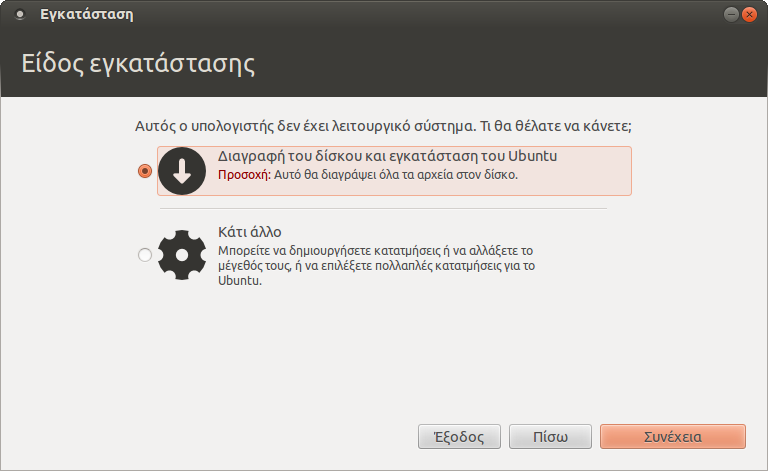 Εγκατάσταση
Είδος εγκατάστασης
Αυτός ο υπολογιστής δεν έχει λειτουργικό σύστημα. Τι θα θέλατε να κάνετε;
Διαγραφή του δίσκου και εγκατάσταση του Ubuntu
Προσοχή: Αυτό θα διαγράψει όλα τα αρχεία στον δίσκο.
Κάτι άλλο
Μπορείτε να δημιουργήσετε κατατμήσεις ή να αλλάξετε το
μέγεθός τους, ή να επιλέξετε πολλαπλές κατατμήσεις για το
Ubuntu.
Έξοδος
Πίσω
Συνέχεια